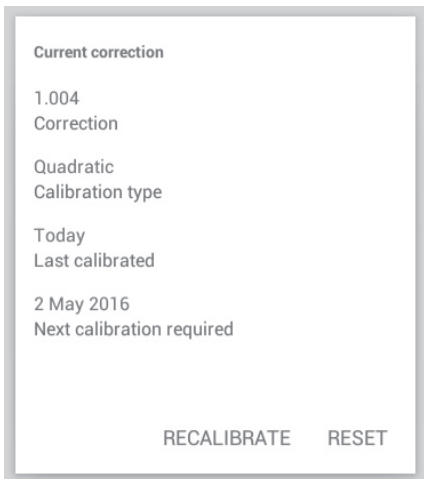 Current correction
1.004
Correction
Quadratic
Calibration type
Today
Last calibrated
2 May 2016
Next calibration required
RECALIBRATE RESET